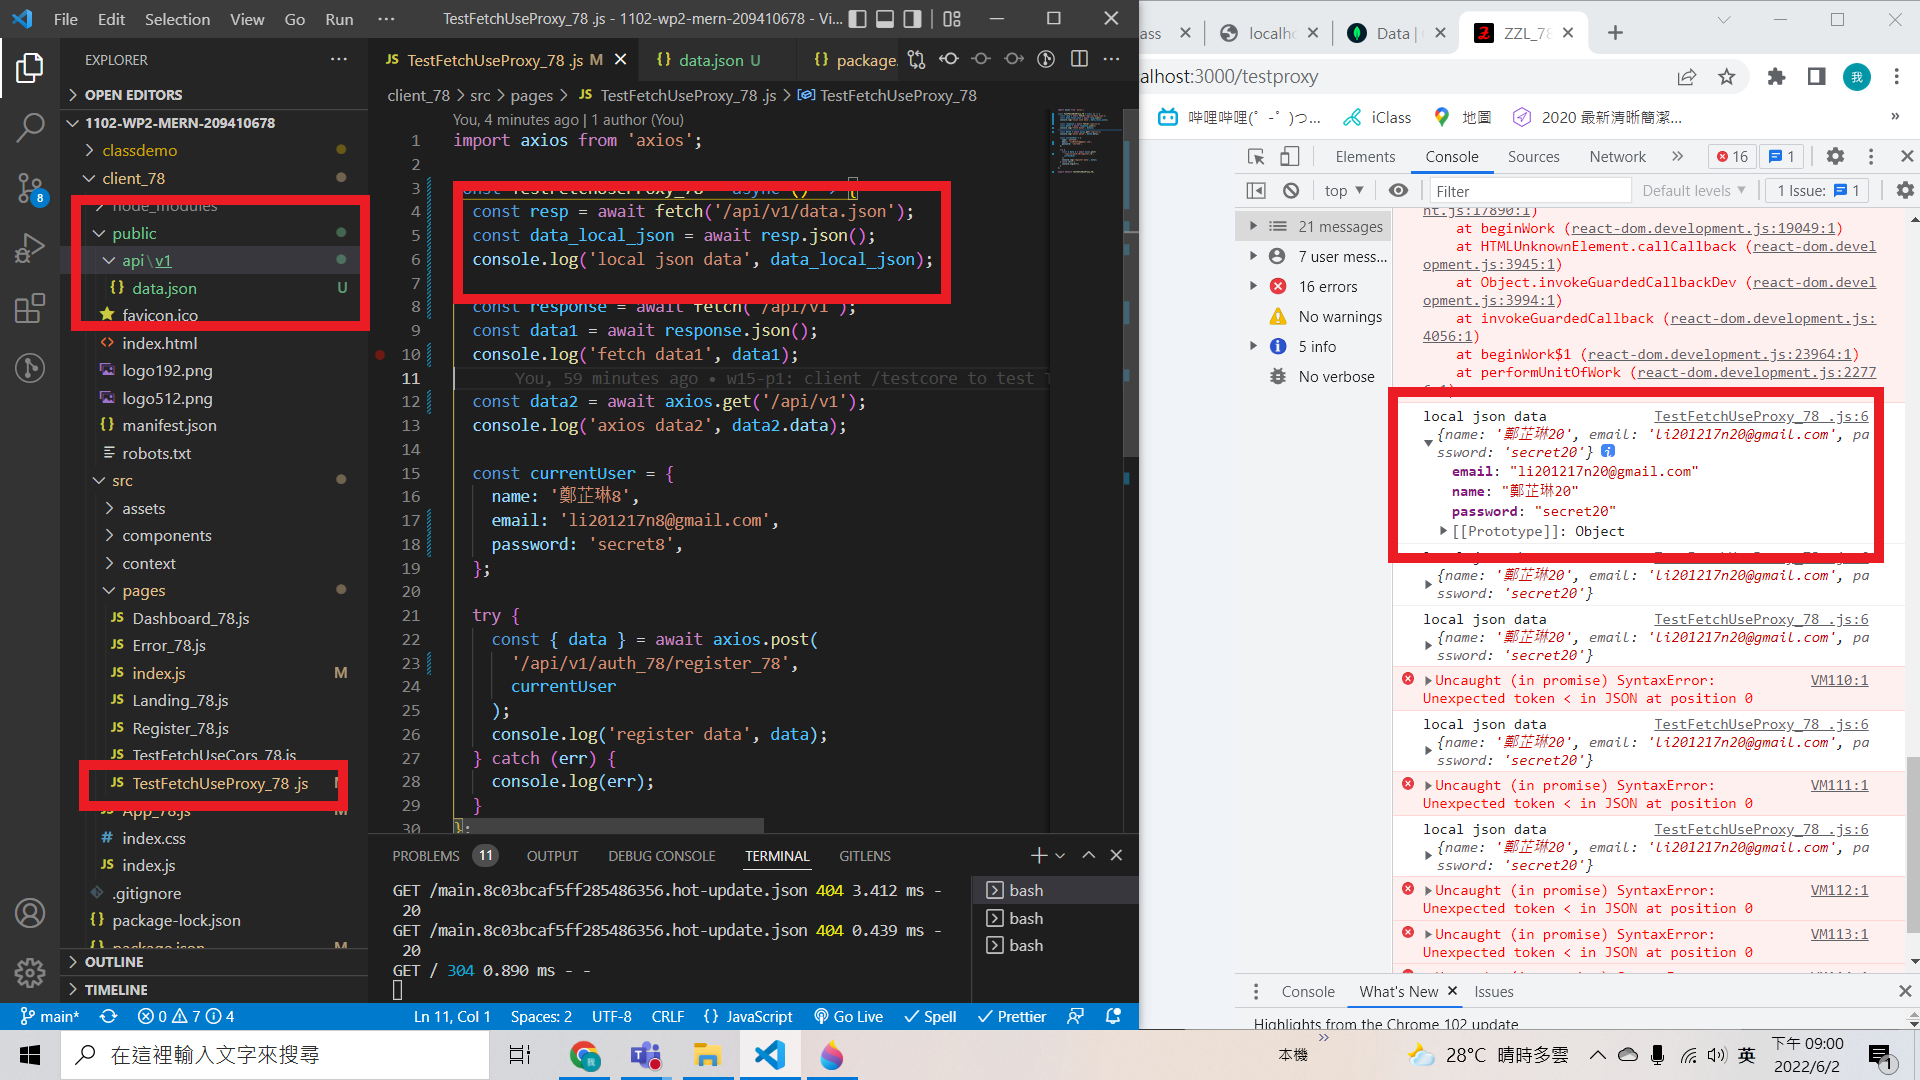 File Edit Selection View Go Run ··· TestFetchUseProxy_78 .js - 1102-wp2-mern-209410678 - Vi...
EXPLORER
OPEN EDITORS
1102-WP2-MERN-209410678
classdemo
client_78
node_modules
public
api\v1
data.json U
favicon.ico
index.html
logo192.png
logo512.png
manifest.json
robots.txt
src
assets
components
context
pages
Dashboard_78.js
Error_78.js
index.js M
Landing_78.js
Register_78.js
TestFetchUseCors_78.js
TestFetchUseProxy_78 .js
App_78.js M
index.css
index.js
.gitignore
package-lock.json
package.json M
OUTLINE
TIMELINE
TestFetchUseProxy_78 .js M data.json U package.
client_78 > src > pages > JS TestFetchUseProxy_78 .js > TestFetchUseProxy_78
You, 4 minutes ago | 1 author (You)
1 import axios from 'axios';
2
3 const TestFetchUseProxy_78 = async () => {
4 const resp = await fetch('/api/v1/data.json');
5 const data_local_json = await resp.json();
6 console.log('local json data', data_local_json);
7
8 const response = await fetch('/api/v1');
9 const data1 = await response.json();
10 console.log('fetch data1', data1);
11 You, 59 minutes ago • w15-p1: client /testcore to test
12 const data2 = await axios.get('/api/v1');
13 console.log('axios data2', data2.data);
14
15 const currentUser = {
16 name: '鄭芷琳8',
17 email: 'li201217n8@gmail.com',
18 password: 'secret8',
19 };
20
21 try {
22 const { data } = await axios.post(
23 '/api/v1/auth_78/register_78',
24 currentUser
25 );
26 console.log('register data', data);
27 } catch (err) {
28 console.log(err);
29 }
30 };
PROBLEMS 11 OUTPUT DEBUG CONSOLE TERMINAL GITLENS
GET /main.8c03bcaf5ff285486356.hot-update.json 404 3.412 ms -
20
GET /main.8c03bcaf5ff285486356.hot-update.json 404 0.439 ms -
20
GET / 304 0.890 ms - -
bash
bash
bash
main* 0 7 4 Ln 11, Col 1 Spaces: 2 UTF-8 CRLF {} JavaScript Go Live Spell Prettier
ass localh Data | ZZL_78
alhost:3000/testproxy 我
哔哩哔哩(゜-゜)つ... iClass 地圖 2020 最新清晰簡潔... »
Elements Console Sources Network » 16 1
top Filter Default levels 1 Issue: 1
21 messages
7 user mess...
16 errors
No warnings
5 info
No verbose
nt.js:17890:1)
at beginWork (react-dom.development.js:19049:1)
at HTMLUnknownElement.callCallback (react-dom.devel
opment.js:3945:1)
at Object.invokeGuardedCallbackDev (react-dom.devel
opment.js:3994:1)
at invokeGuardedCallback (react-dom.development.js:
4056:1)
at beginWork$1 (react-dom.development.js:23964:1)
at performUnitOfWork (react-dom.development.js:2277
local json data TestFetchUseProxy_78 .js:6
{name: '鄭芷琳20', email: 'li201217n20@gmail.com', pa
ssword: 'secret20'}
email: "li201217n20@gmail.com"
name: "鄭芷琳20"
password: "secret20"
[[Prototype]]: Object
{name: '鄭芷琳20', email: 'li201217n20@gmail.com', pa
ssword: 'secret20'}
local json data TestFetchUseProxy_78 .js:6
{name: '鄭芷琳20', email: 'li201217n20@gmail.com', pa
ssword: 'secret20'}
Uncaught (in promise) SyntaxError: VM110:1
Unexpected token < in JSON at position 0
local json data TestFetchUseProxy_78 .js:6
{name: '鄭芷琳20', email: 'li201217n20@gmail.com', pa
ssword: 'secret20'}
Uncaught (in promise) SyntaxError: VM111:1
Unexpected token < in JSON at position 0
local json data TestFetchUseProxy_78 .js:6
{name: '鄭芷琳20', email: 'li201217n20@gmail.com', pa
ssword: 'secret20'}
Uncaught (in promise) SyntaxError: VM112:1
Unexpected token < in JSON at position 0
Uncaught (in promise) SyntaxError: VM113:1
Unexpected token < in JSON at position 0
Console What's New Issues
Highlights from the Chrome 102 update
在這裡輸入文字來搜尋 本機 » 28°C 晴時多雲 英 下午 09:00
2022/6/2 1